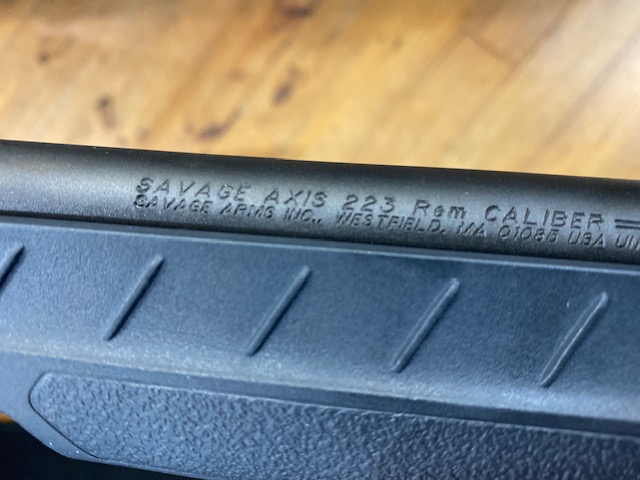 SAVAGE AXIS 223 Rem CALIBER
SAVAGE ARMS INC., WESTFIELD, MA 01085 USA